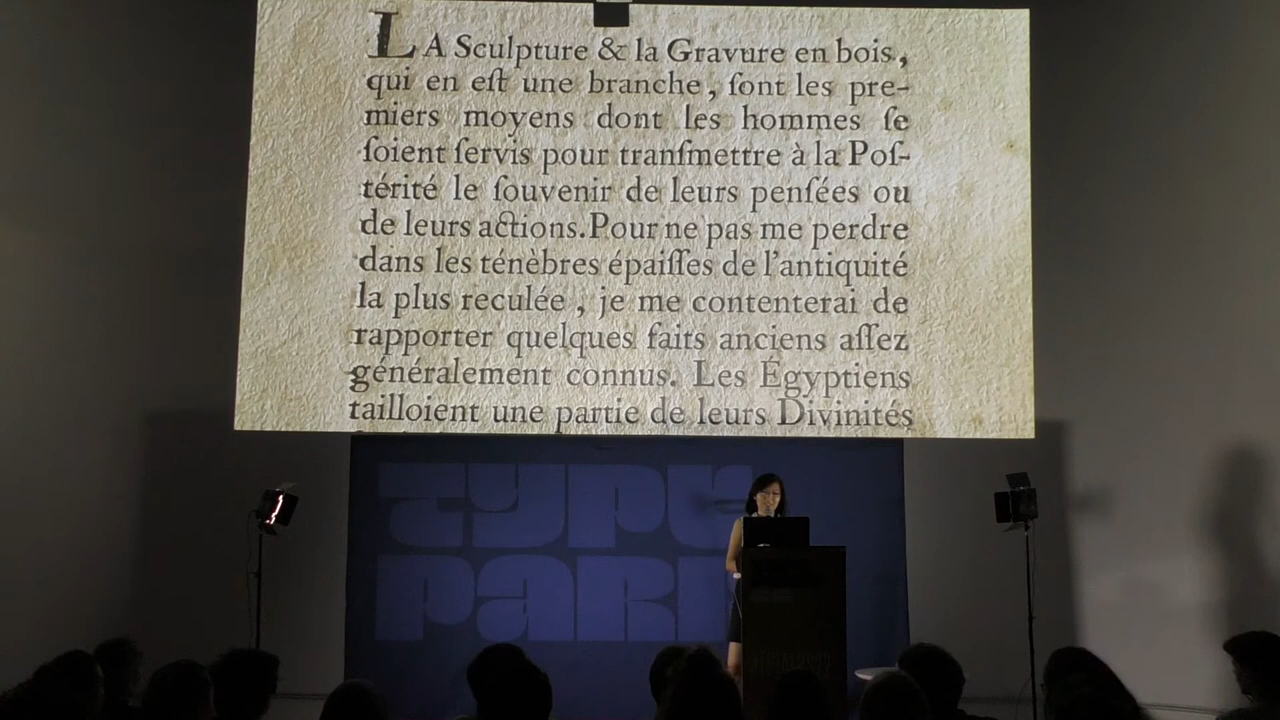 LA Sculpture & la Gravure en bois,
qui en eſt une branche, ſont les pre-
miers moyens dont les hommes ſe
ſoient ſervis pour tranſmettre à la Poſ-
térité le ſouvenir de leurs penſées ou
de leurs actions. Pour ne pas me perdre
dans les ténèbres épaiſſes de l'antiquité
la plus reculée, je me contenterai de
rapporter quelques faits anciens aſſez
généralement connus. Les Égyptiens
tailloient une partie de leurs Divinités
TYPE
PARI